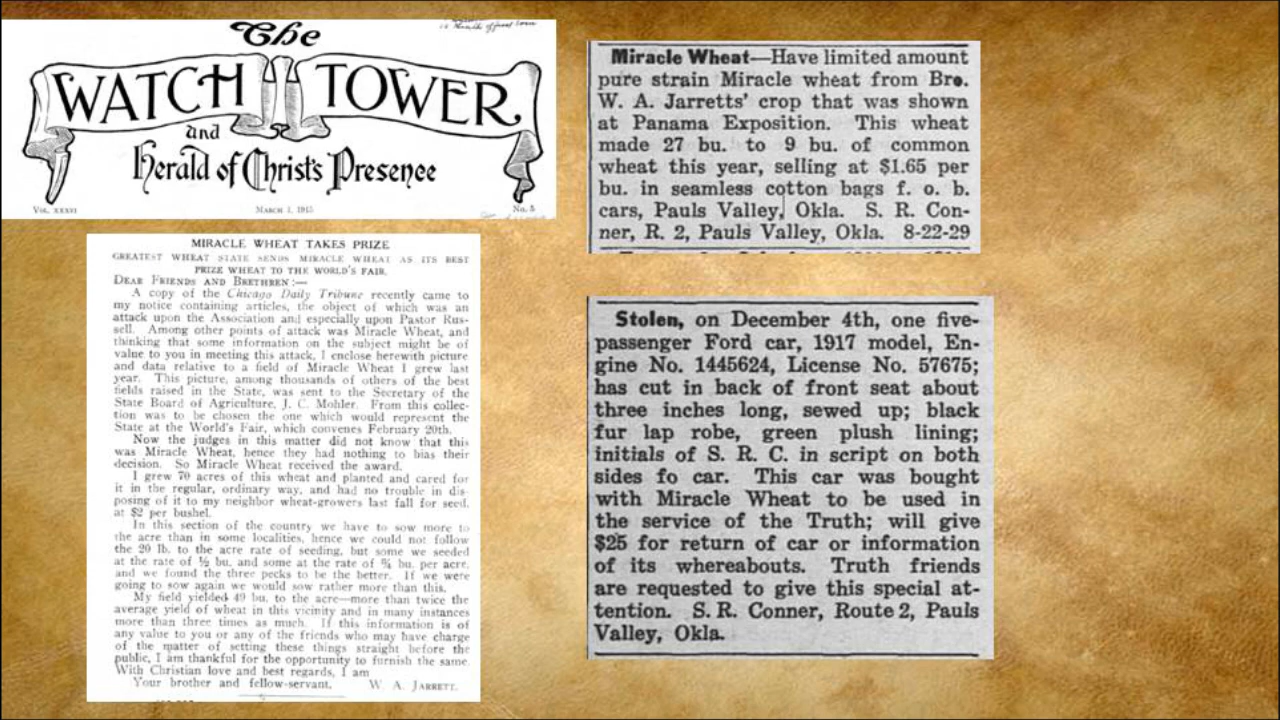 The
WATCH TOWER
and
Herald of Christ's Presence
VOL. XXXVI MARCH 1, 1915 No. 5
MIRACLE WHEAT TAKES PRIZE
GREATEST WHEAT STATE SENDS MIRACLE WHEAT AS ITS BEST
PRIZE WHEAT TO THE WORLD'S FAIR.
DEAR FRIENDS AND BRETHREN:—
A copy of the Chicago Daily Tribune recently came to
my notice containing articles, the object of which was an
attack upon the Association and especially upon Pastor Rus-
sell. Among other points of attack was Miracle Wheat, and
thinking that some information on the subject might be of
value to you in meeting this attack, I enclose herewith picture
and data relative to a field of Miracle Wheat I grew last
year. This picture, among thousands of others of the best
fields raised in the State, was sent to the Secretary of the
State Board of Agriculture, J. C. Mohler. From this collec-
tion was to be chosen the one which would represent the
State at the World's Fair, which convenes February 20th.
Now the judges in this matter did not know that this
was Miracle Wheat, hence they had nothing to bias their
decision. So Miracle Wheat received the award.
I grew 70 acres of this wheat and planted and cared for
it in the regular, ordinary way, and had no trouble in dis-
posing of it to my neighbor wheat-growers last fall for seed,
at $2 per bushel.
In this section of the country we have to sow more to
the acre than in some localities, hence we could not follow
the 20 lb. to the acre rate of seeding, but some we seeded
at the rate of ½ bu. and some at the rate of ¾ bu. per acre,
and we found the three pecks to be the better. If we were
going to sow again we would sow rather more than this.
My field yielded 49 bu. to the acre—more than twice the
average yield of wheat in this vicinity and in many instances
more than three times as much. If this information is of
any value to you or any of the friends who may have charge
of the matter of setting these things straight before the
public, I am thankful for the opportunity to furnish the same.
With Christian love and best regards, I am
Your brother and fellow-servant, W. A. JARRETT.
Miracle Wheat—Have limited amount
pure strain Miracle wheat from Bro.
W. A. Jarretts' crop that was shown
at Panama Exposition. This wheat
made 27 bu. to 9 bu. of common
wheat this year, selling at $1.65 per
bu. in seamless cotton bags f. o. b.
cars, Pauls Valley, Okla. S. R. Con-
ner, R. 2, Pauls Valley, Okla. 8-22-29
Stolen, on December 4th, one five-
passenger Ford car, 1917 model, En-
gine No. 1445624, License No. 57675;
has cut in back of front seat about
three inches long, sewed up; black
fur lap robe, green plush lining;
initials of S. R. C. in script on both
sides fo car. This car was bought
with Miracle Wheat to be used in
the service of the Truth; will give
$25 for return of car or information
of its whereabouts. Truth friends
are requested to give this special at-
tention. S. R. Conner, Route 2, Pauls
Valley, Okla.